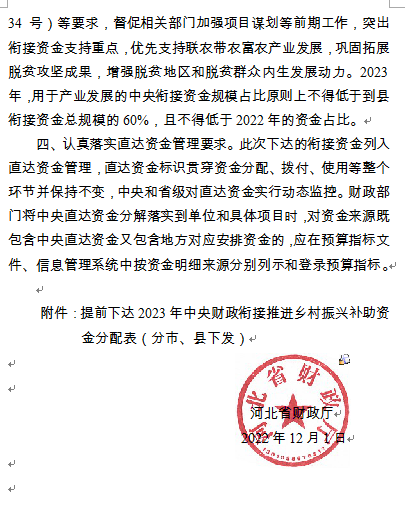 34 号）等要求，督促相关部门加强项目谋划等前期工作，突出
衔接资金支持重点，优先支持联农带农富农产业发展，巩固拓展
脱贫攻坚成果，增强脱贫地区和脱贫群众内生发展动力。2023
年，用于产业发展的中央衔接资金规模占比原则上不得低于到县
衔接资金总规模的 60%，且不得低于 2022 年的资金占比。
四、认真落实直达资金管理要求。此次下达的衔接资金列入
直达资金管理，直达资金标识贯穿资金分配、拨付、使用等整个
环节并保持不变，中央和省级对直达资金实行动态监控。财政部
门将中央直达资金分解落实到单位和具体项目时，对资金来源既
包含中央直达资金又包含地方对应安排资金的，应在预算指标文
件、信息管理系统中按资金明细来源分别列示和登录预算指标。
附件：提前下达 2023 年中央财政衔接推进乡村振兴补助资
金分配表（分市、县下发）
河北省财政厅
河北省财政厅
2022 年 12 月 1 日